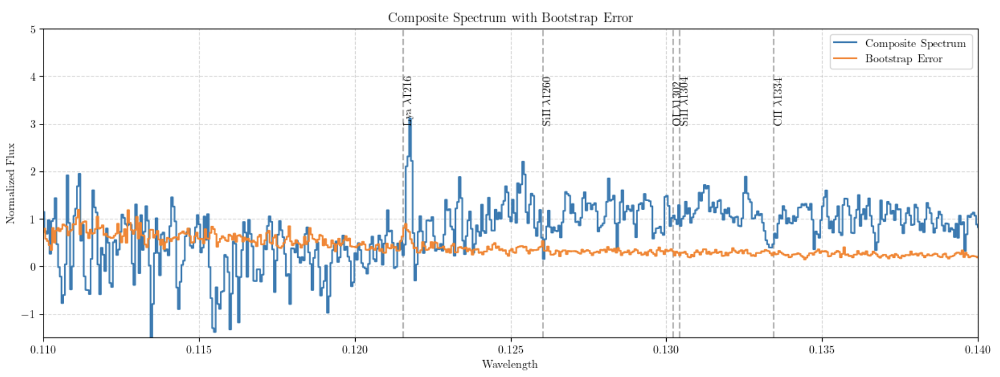 Composite Spectrum with Bootstrap Error
Composite Spectrum
Bootstrap Error
Lya λ1216
SiII λ1260
OI λ1302
SiII λ1304
CII λ1334
Normalized Flux
5
4
3
2
1
0
−1
0.110
0.115
0.120
0.125
0.130
0.135
0.140
Wavelength